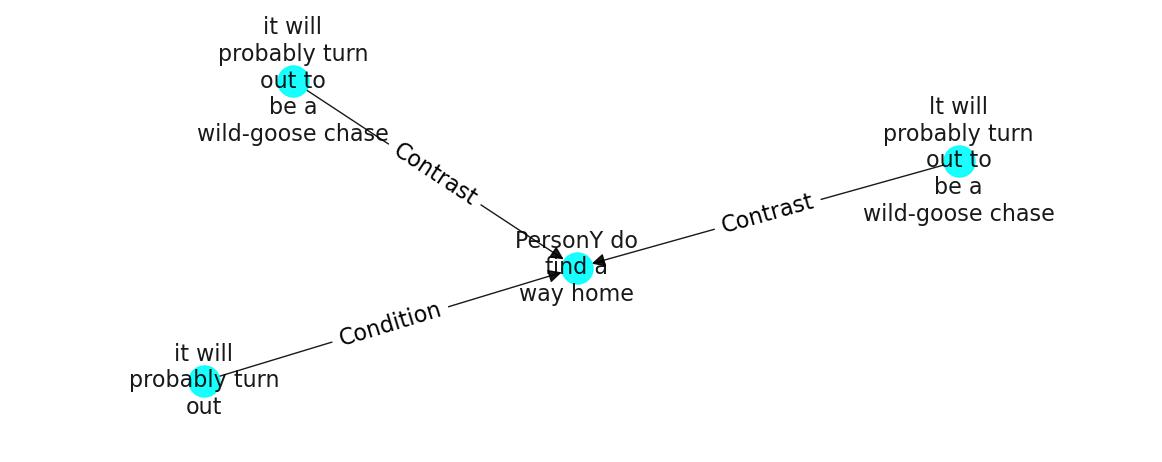 it will
probably turn
out to
be a
wild-goose chase
It will
probably turn
out to
be a
wild-goose chase
Contrast
Contrast
PersonY do
find a
way home
Condition
it will
probably turn
out